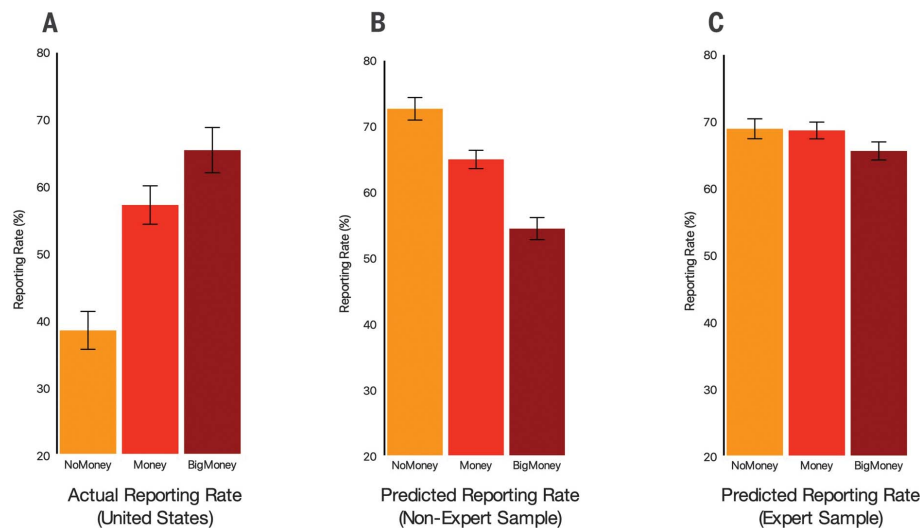 A
80
70
60
50
40
30
20
Reporting Rate (%)
NoMoney Money BigMoney
Actual Reporting Rate
(United States)
B
80
70
60
50
40
30
20
Reporting Rate (%)
NoMoney Money BigMoney
Predicted Reporting Rate
(Non-Expert Sample)
C
80
70
60
50
40
30
20
Reporting Rate (%)
NoMoney Money BigMoney
Predicted Reporting Rate
(Expert Sample)